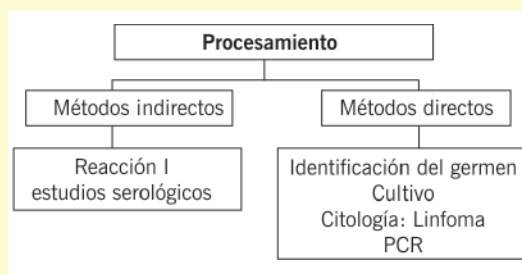 Procesamiento
Métodos indirectos
Métodos directos
Reacción I
estudios serológicos
Identificación del germen
Cultivo
Citología: Linfoma
PCR